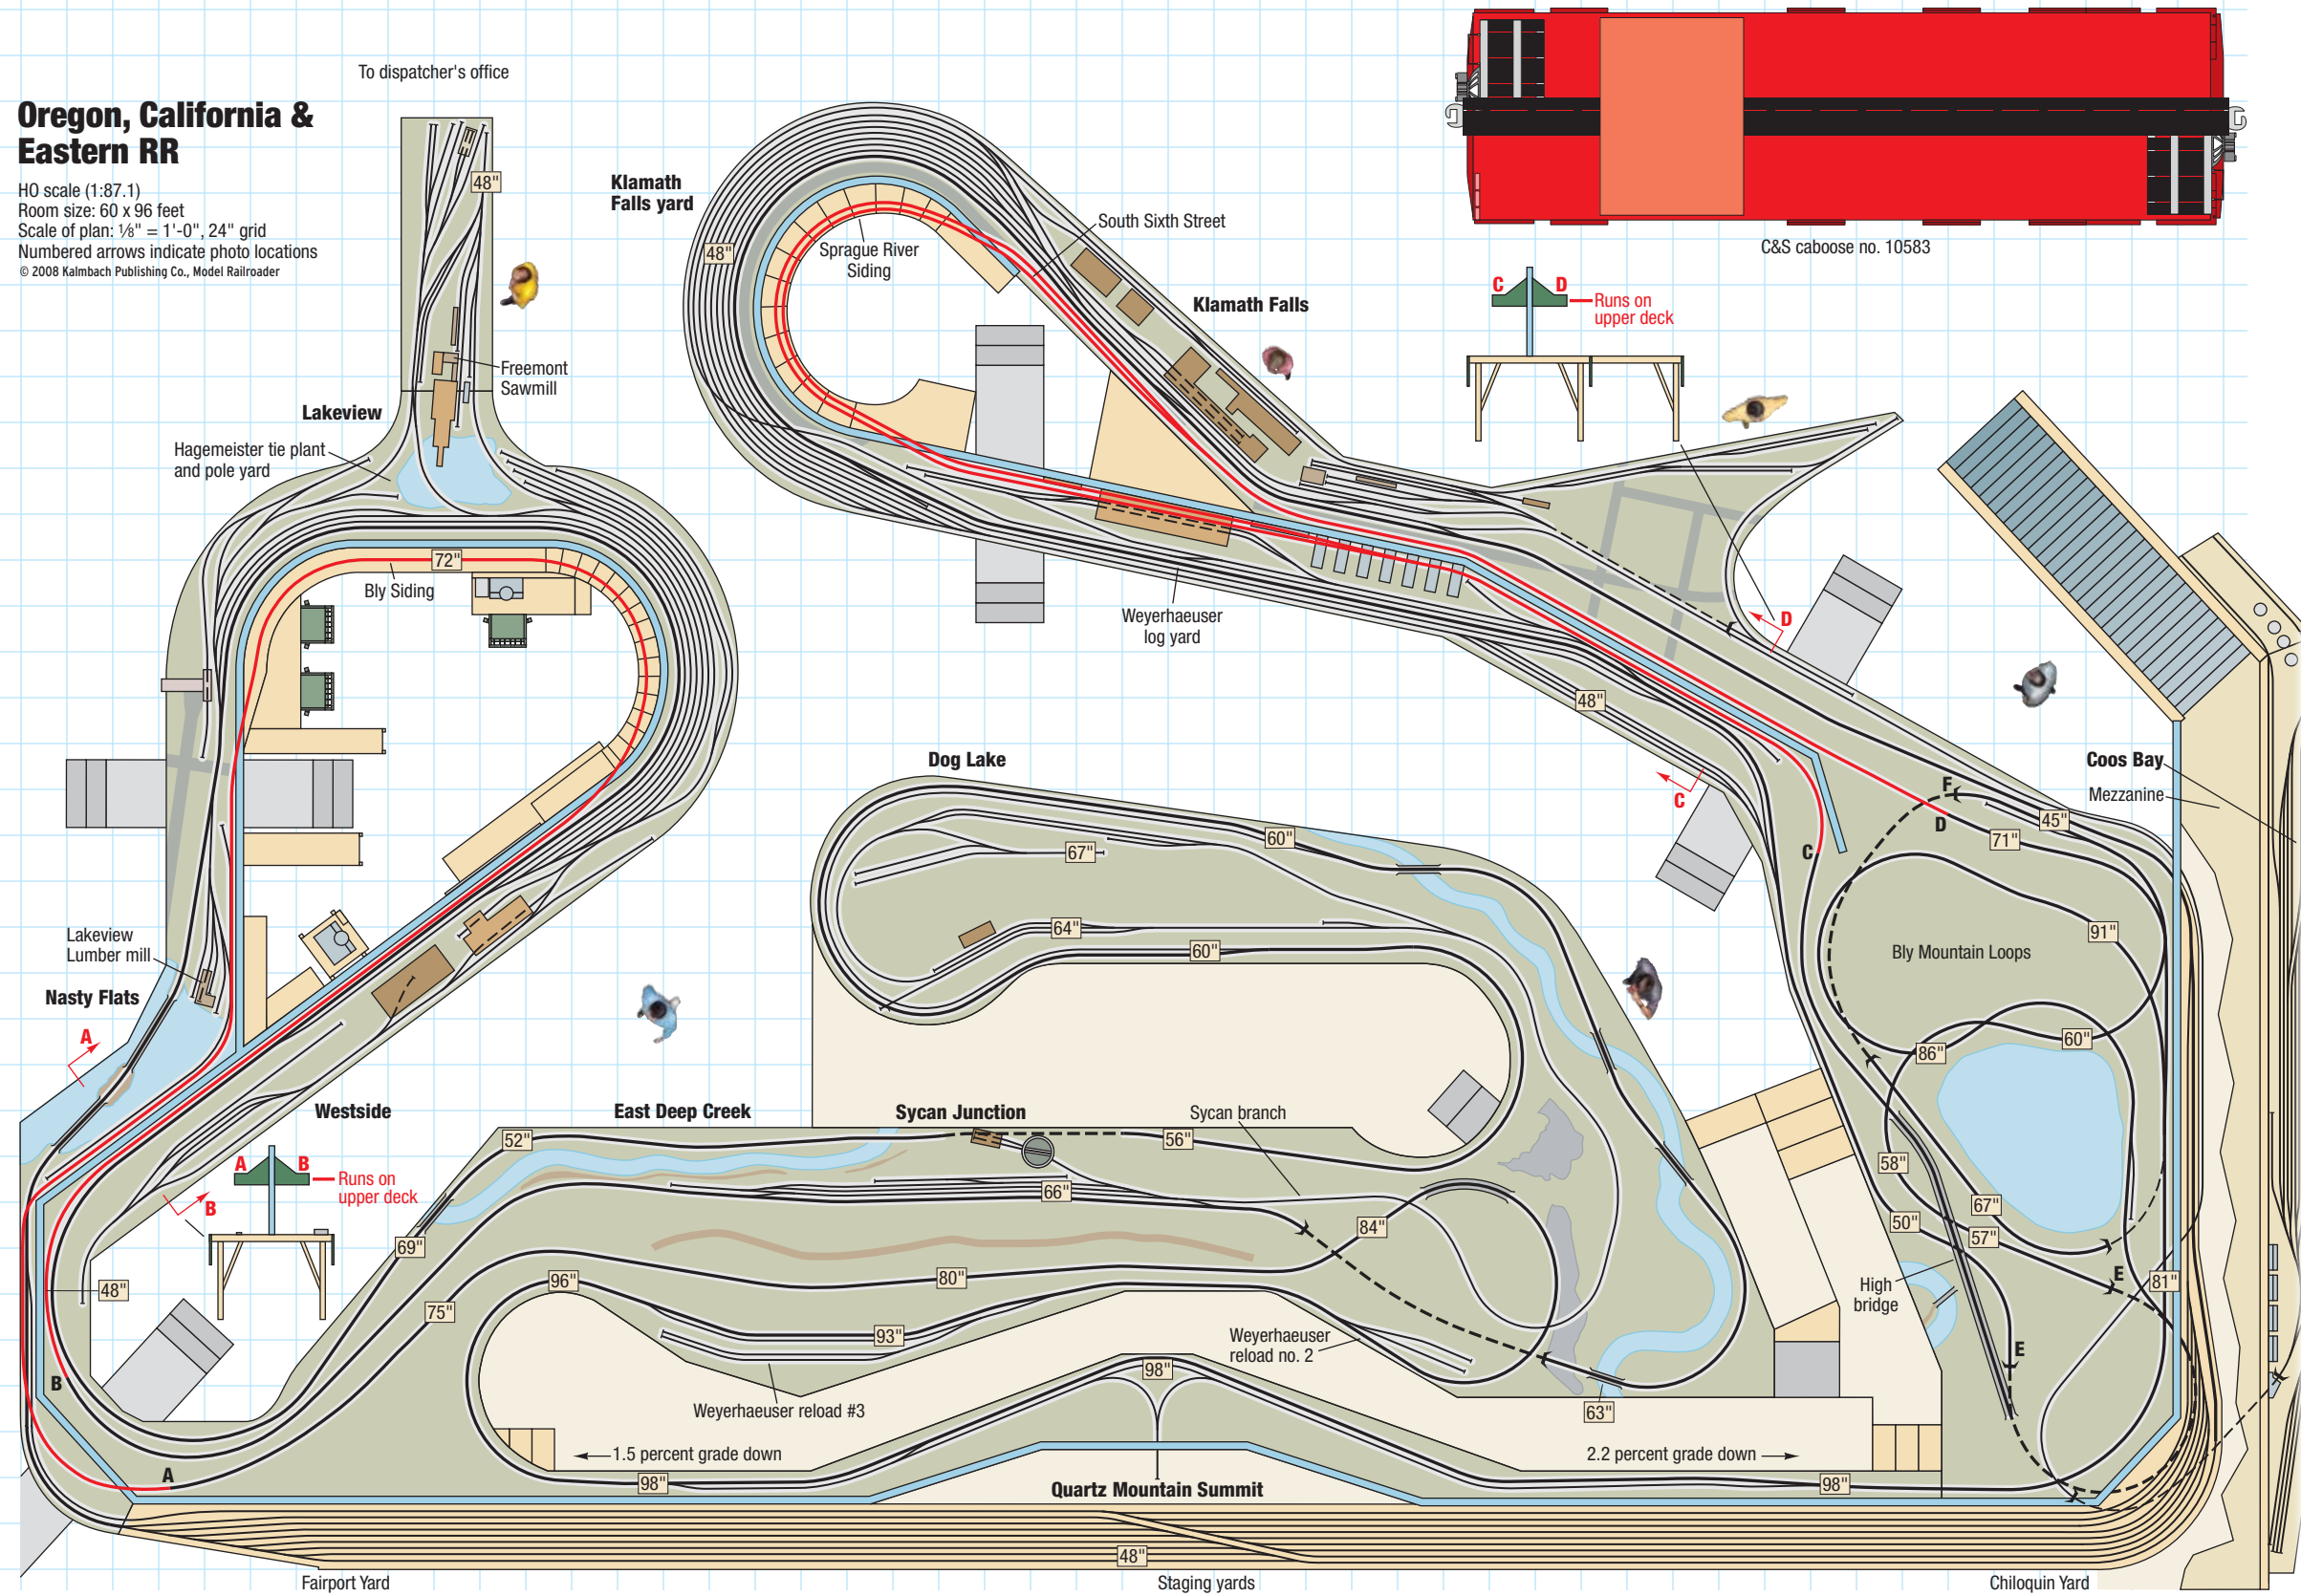 To dispatcher's office
Oregon, California &
Eastern RR
HO scale (1:87.1)
Room size: 60 x 96 feet
Scale of plan: ⅛" = 1'-0", 24" grid
Numbered arrows indicate photo locations
© 2008 Kalmbach Publishing Co., Model Railroader
48"
Klamath
Falls yard
48"
Sprague River
Siding
South Sixth Street
Klamath Falls
C&S caboose no. 10583
C
D
Runs on
upper deck
Freemont
Sawmill
Lakeview
Hagemeister tie plant
and pole yard
72"
Bly Siding
Weyerhaeuser
log yard
D
48"
C
Dog Lake
Coos Bay
Mezzanine
F
D
45"
71"
C
60"
67"
64"
60"
91"
Bly Mountain Loops
Lakeview
Lumber mill
Nasty Flats
A
86"
60"
Westside
East Deep Creek
Sycan Junction
Sycan branch
52"
56"
A
B
Runs on
upper deck
B
66"
58"
67"
50"
57"
69"
84"
80"
96"
75"
48"
93"
High
bridge
E
81"
E
Weyerhaeuser
reload no. 2
98"
B
Weyerhaeuser reload #3
63"
1.5 percent grade down
2.2 percent grade down
A
98"
Quartz Mountain Summit
98"
48"
Fairport Yard
Staging yards
Chiloquin Yard